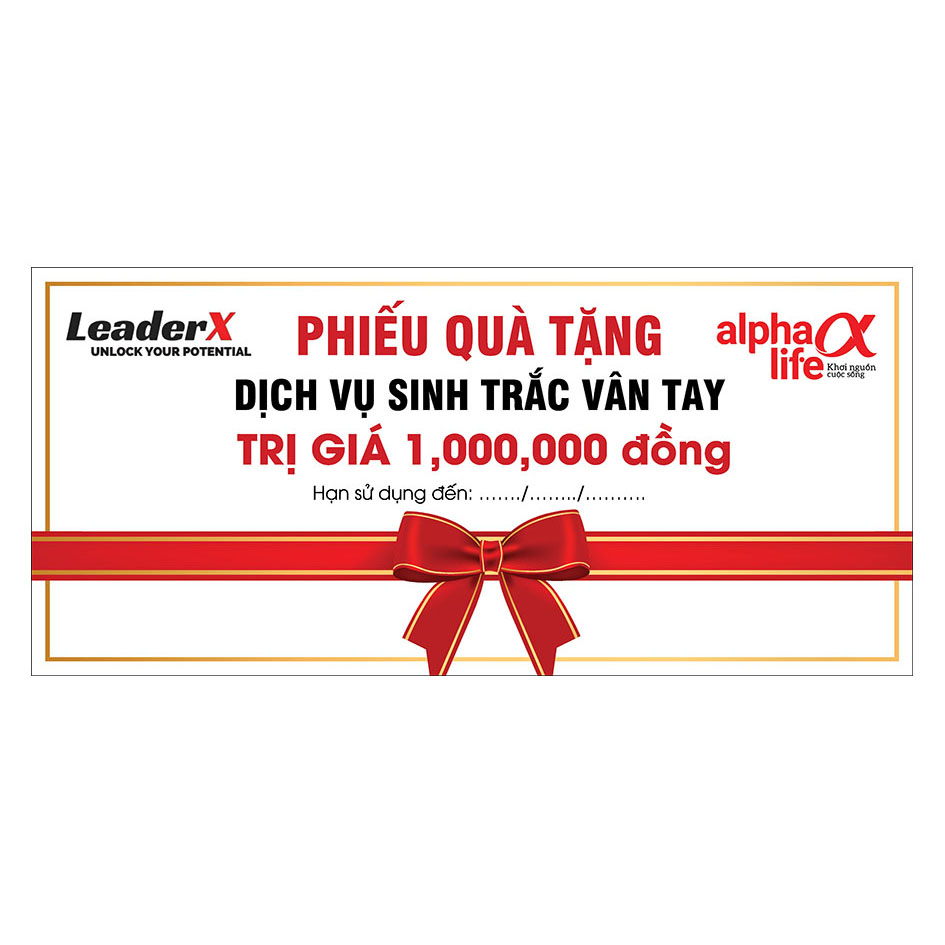 LeaderX
UNLOCK YOUR POTENTIAL
PHIẾU QUÀ TẶNG
alpha α
life Khơi nguồn
cuộc sống
DỊCH VỤ SINH TRẮC VÂN TAY
TRỊ GIÁ 1,000,000 đồng
Hạn sử dụng đến: ......./......../..........